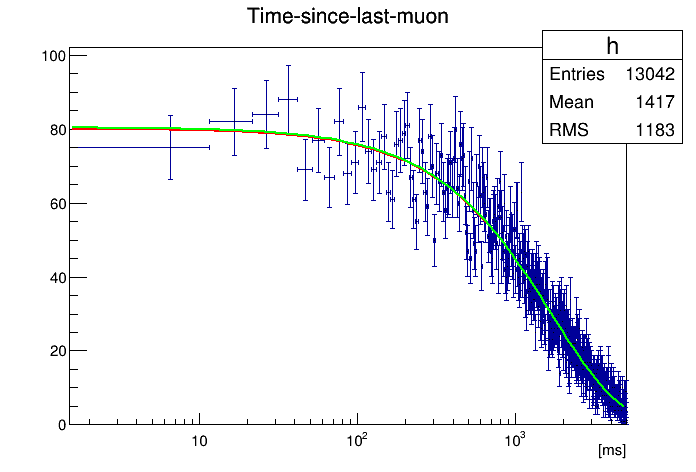 Time-since-last-muon
h
Entries 13042
Mean 1417
RMS 1183
100
80
60
40
20
0
10 10² 10³
[ms]